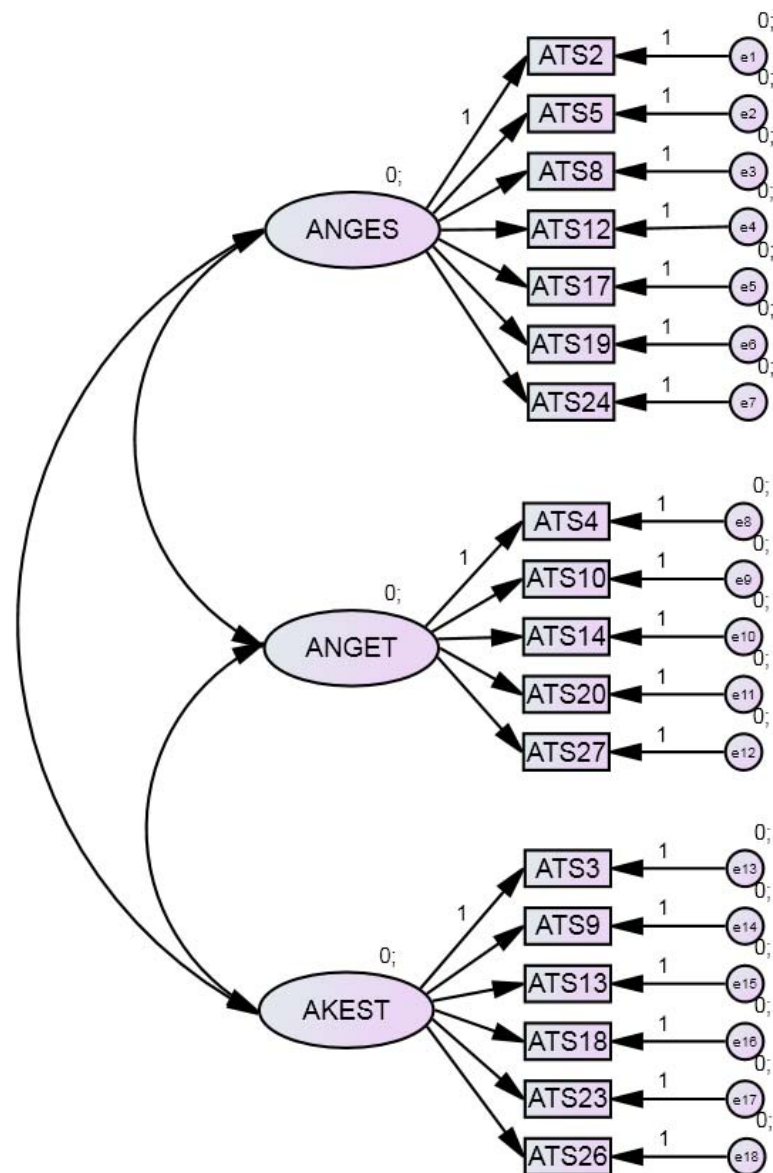 0;
1
ATS2
1
e1
0;
ATS5
1
e2
0;
0;
ATS8
1
e3
0;
ANGES
ATS12
1
e4
0;
ATS17
1
e5
0;
ATS19
1
e6
0;
ATS24
1
e7
0;
1
ATS4
1
e8
0;
0;
ATS10
1
e9
0;
ANGET
ATS14
1
e10
0;
ATS20
1
e11
0;
ATS27
1
e12
0;
1
ATS3
1
e13
0;
0;
ATS9
1
e14
0;
AKEST
ATS13
1
e15
0;
ATS18
1
e16
0;
ATS23
1
e17
0;
ATS26
1
e18